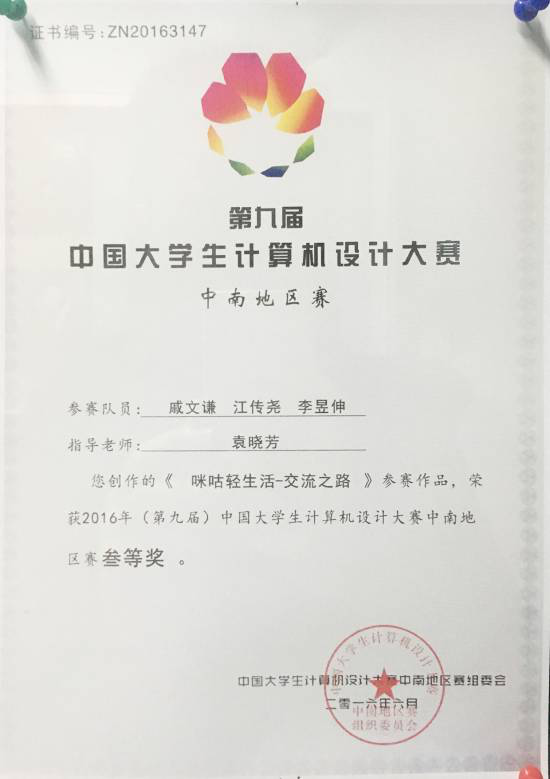 证书编号:ZN20163147
第九届
中国大学生计算机设计大赛
中南地区赛
参赛队员: 戚文谦 江传尧 李昱伸
指导老师: 袁晓芳
您创作的《 咪咕轻生活-交流之路 》参赛作品，荣
获2016年（第九届）中国大学生计算机设计大赛中南地
区赛叁等奖 。
中国大学生计算机设计大赛中南地区赛组委会
二零一六年六月
中国大学生计算机设计大赛
中国地区赛
组织委员会